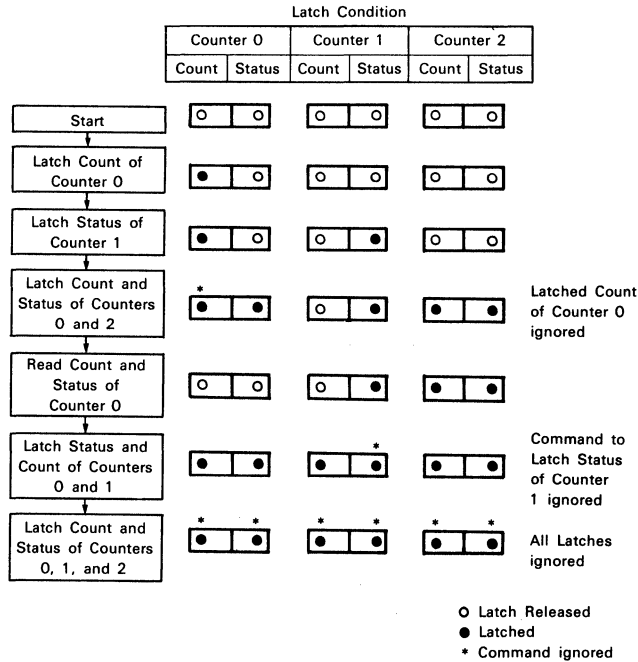 Latch Condition
Counter 0 Counter 1 Counter 2
Count Status Count Status Count Status
Start
Latch Count of
Counter 0
Latch Status of
Counter 1
Latch Count and
Status of Counters
0 and 2
*
Latched Count
of Counter 0
ignored
Read Count and
Status of
Counter 0
Latch Status and
Count of Counters
0 and 1
*
Command to
Latch Status
of Counter
1 ignored
Latch Count and
Status of Counters
0, 1, and 2
* * * * * *
All Latches
ignored
○ Latch Released
● Latched
* Command ignored